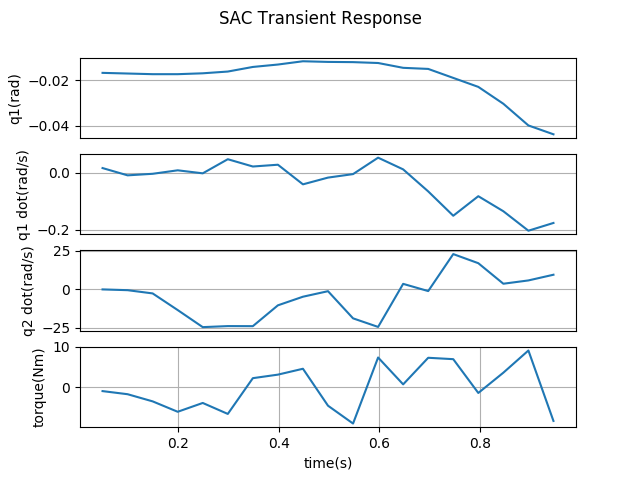 SAC Transient Response
q1(rad)
−0.02
−0.04
q1 dot(rad/s)
0.0
−0.2
q2 dot(rad/s)
25
0
−25
torque(Nm)
10
0
0.2 0.4 0.6 0.8
time(s)